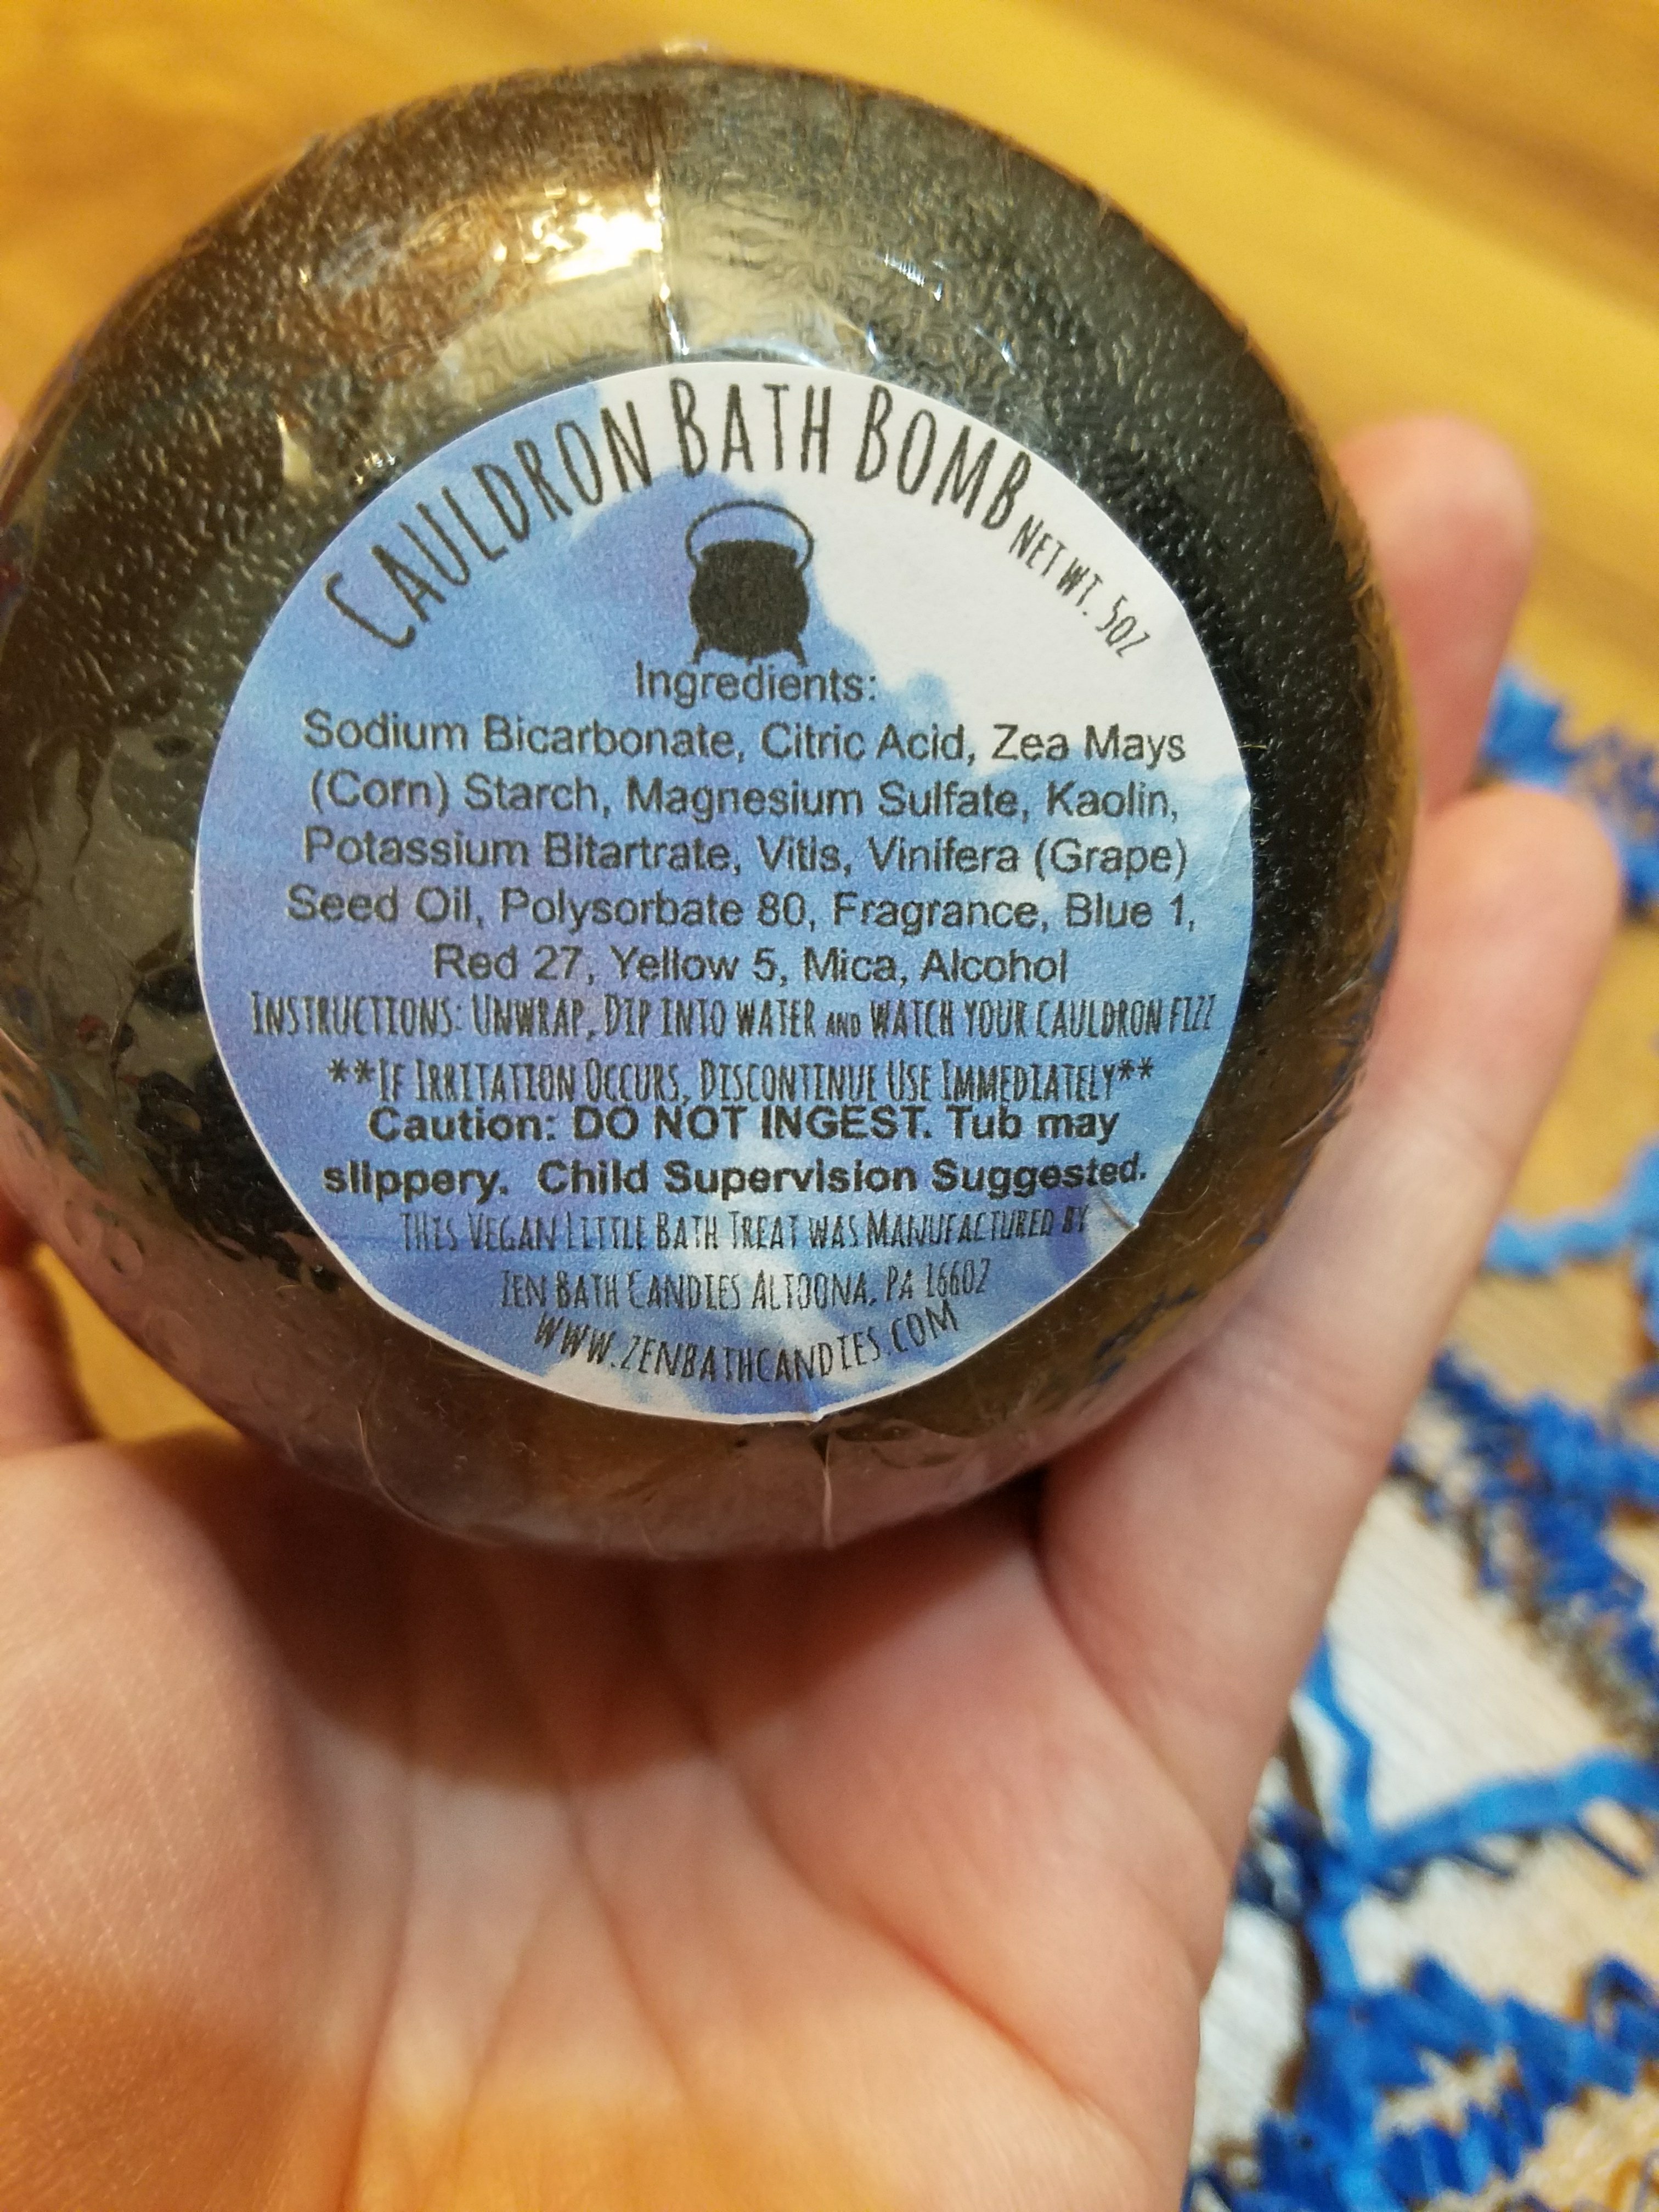 CAULDRON BATH BOMB NET WT. 5OZ
Ingredients:
Sodium Bicarbonate, Citric Acid, Zea Mays
(Corn) Starch, Magnesium Sulfate, Kaolin,
Potassium Bitartrate, Vitis, Vinifera (Grape)
Seed Oil, Polysorbate 80, Fragrance, Blue 1,
Red 27, Yellow 5, Mica, Alcohol
INSTRUCTIONS: UNWRAP, DIP INTO WATER AND WATCH YOUR CAULDRON FIZZ
**IF IRRITATION OCCURS, DISCONTINUE USE IMMEDIATELY**
Caution: DO NOT INGEST. Tub may
slippery. Child Supervision Suggested.
THIS VEGAN LITTLE BATH TREAT WAS MANUFACTURED BY
ZEN BATH CANDIES ALTOONA, PA 16602
WWW.ZENBATHCANDIES.COM